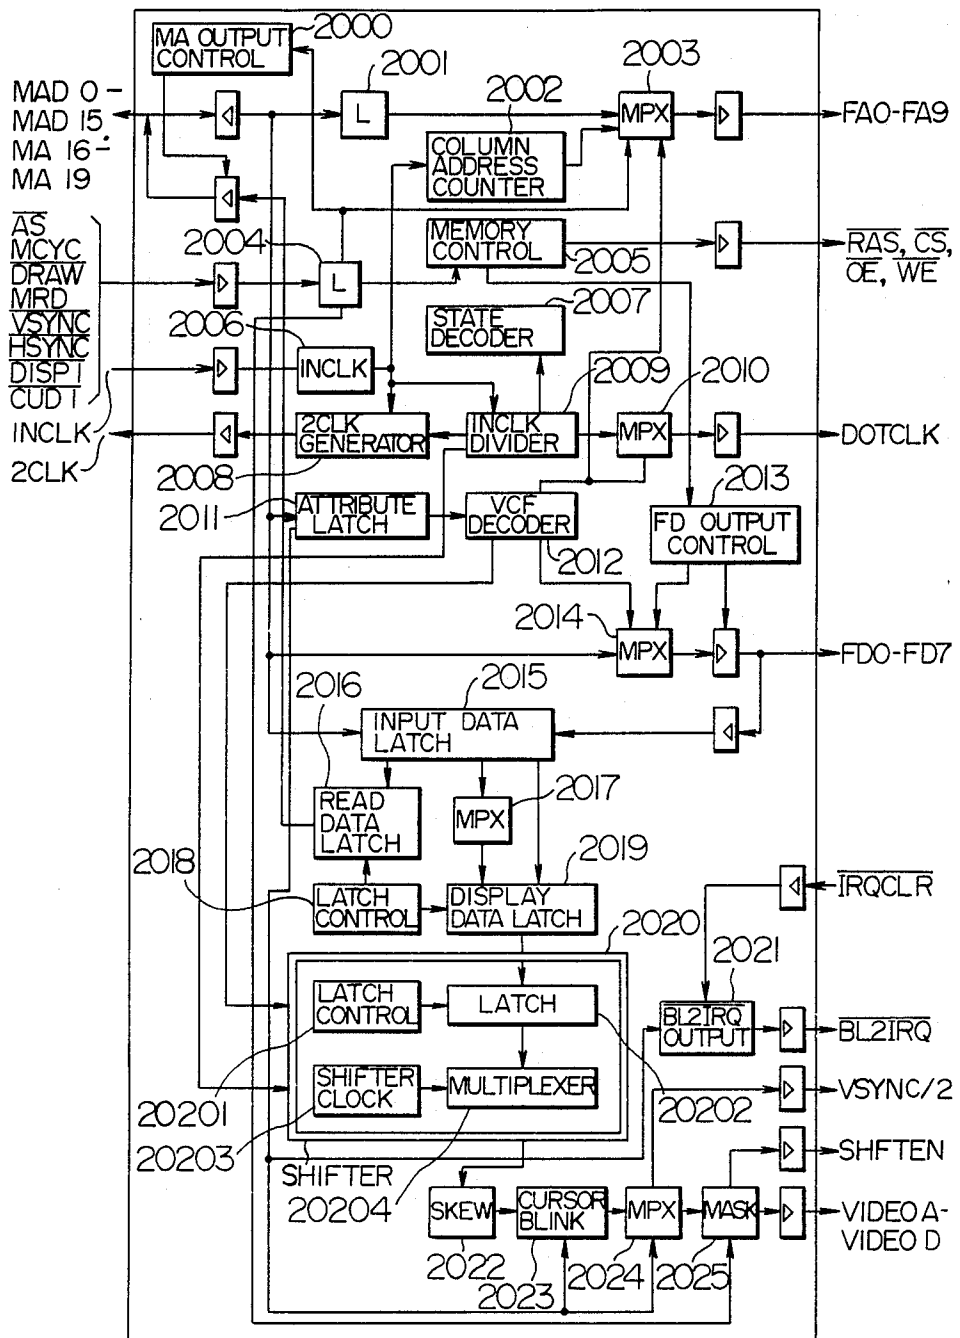 2000
MA OUTPUT
CONTROL
2001
L
2002
2003
MPX
MAD 0-
MAD 15
MA 16-
MA 19
FA0-FA9
COLUMN
ADDRESS
COUNTER
AS
MCYC
DRAW
MRD
VSYNC
HSYNC
DISP1
CUD1
INCLK
2CLK
2004
L
MEMORY
CONTROL
2005
RAS, CS,
OE, WE
2006
INCLK
2007
STATE
DECODER
2009
2010
2CLK
GENERATOR
2008
INCLK
DIVIDER
MPX
DOTCLK
2011
ATTRIBUTE
LATCH
VCF
DECODER
2012
2013
FD OUTPUT
CONTROL
2014
MPX
FD0-FD7
2016
2015
INPUT DATA
LATCH
READ
DATA
LATCH
2017
MPX
2018
LATCH
CONTROL
2019
DISPLAY
DATA LATCH
IRQCLR
2020
2021
LATCH
CONTROL
LATCH
BL2IRQ
OUTPUT
BL2IRQ
SHIFTER
CLOCK
MULTIPLEXER
VSYNC/2
20201
20202
20203
SHIFTER
20204
SHFTEN
SKEW
CURSOR
BLINK
MPX
MASK
VIDEO A-
VIDEO D
2022
2023
2024
2025